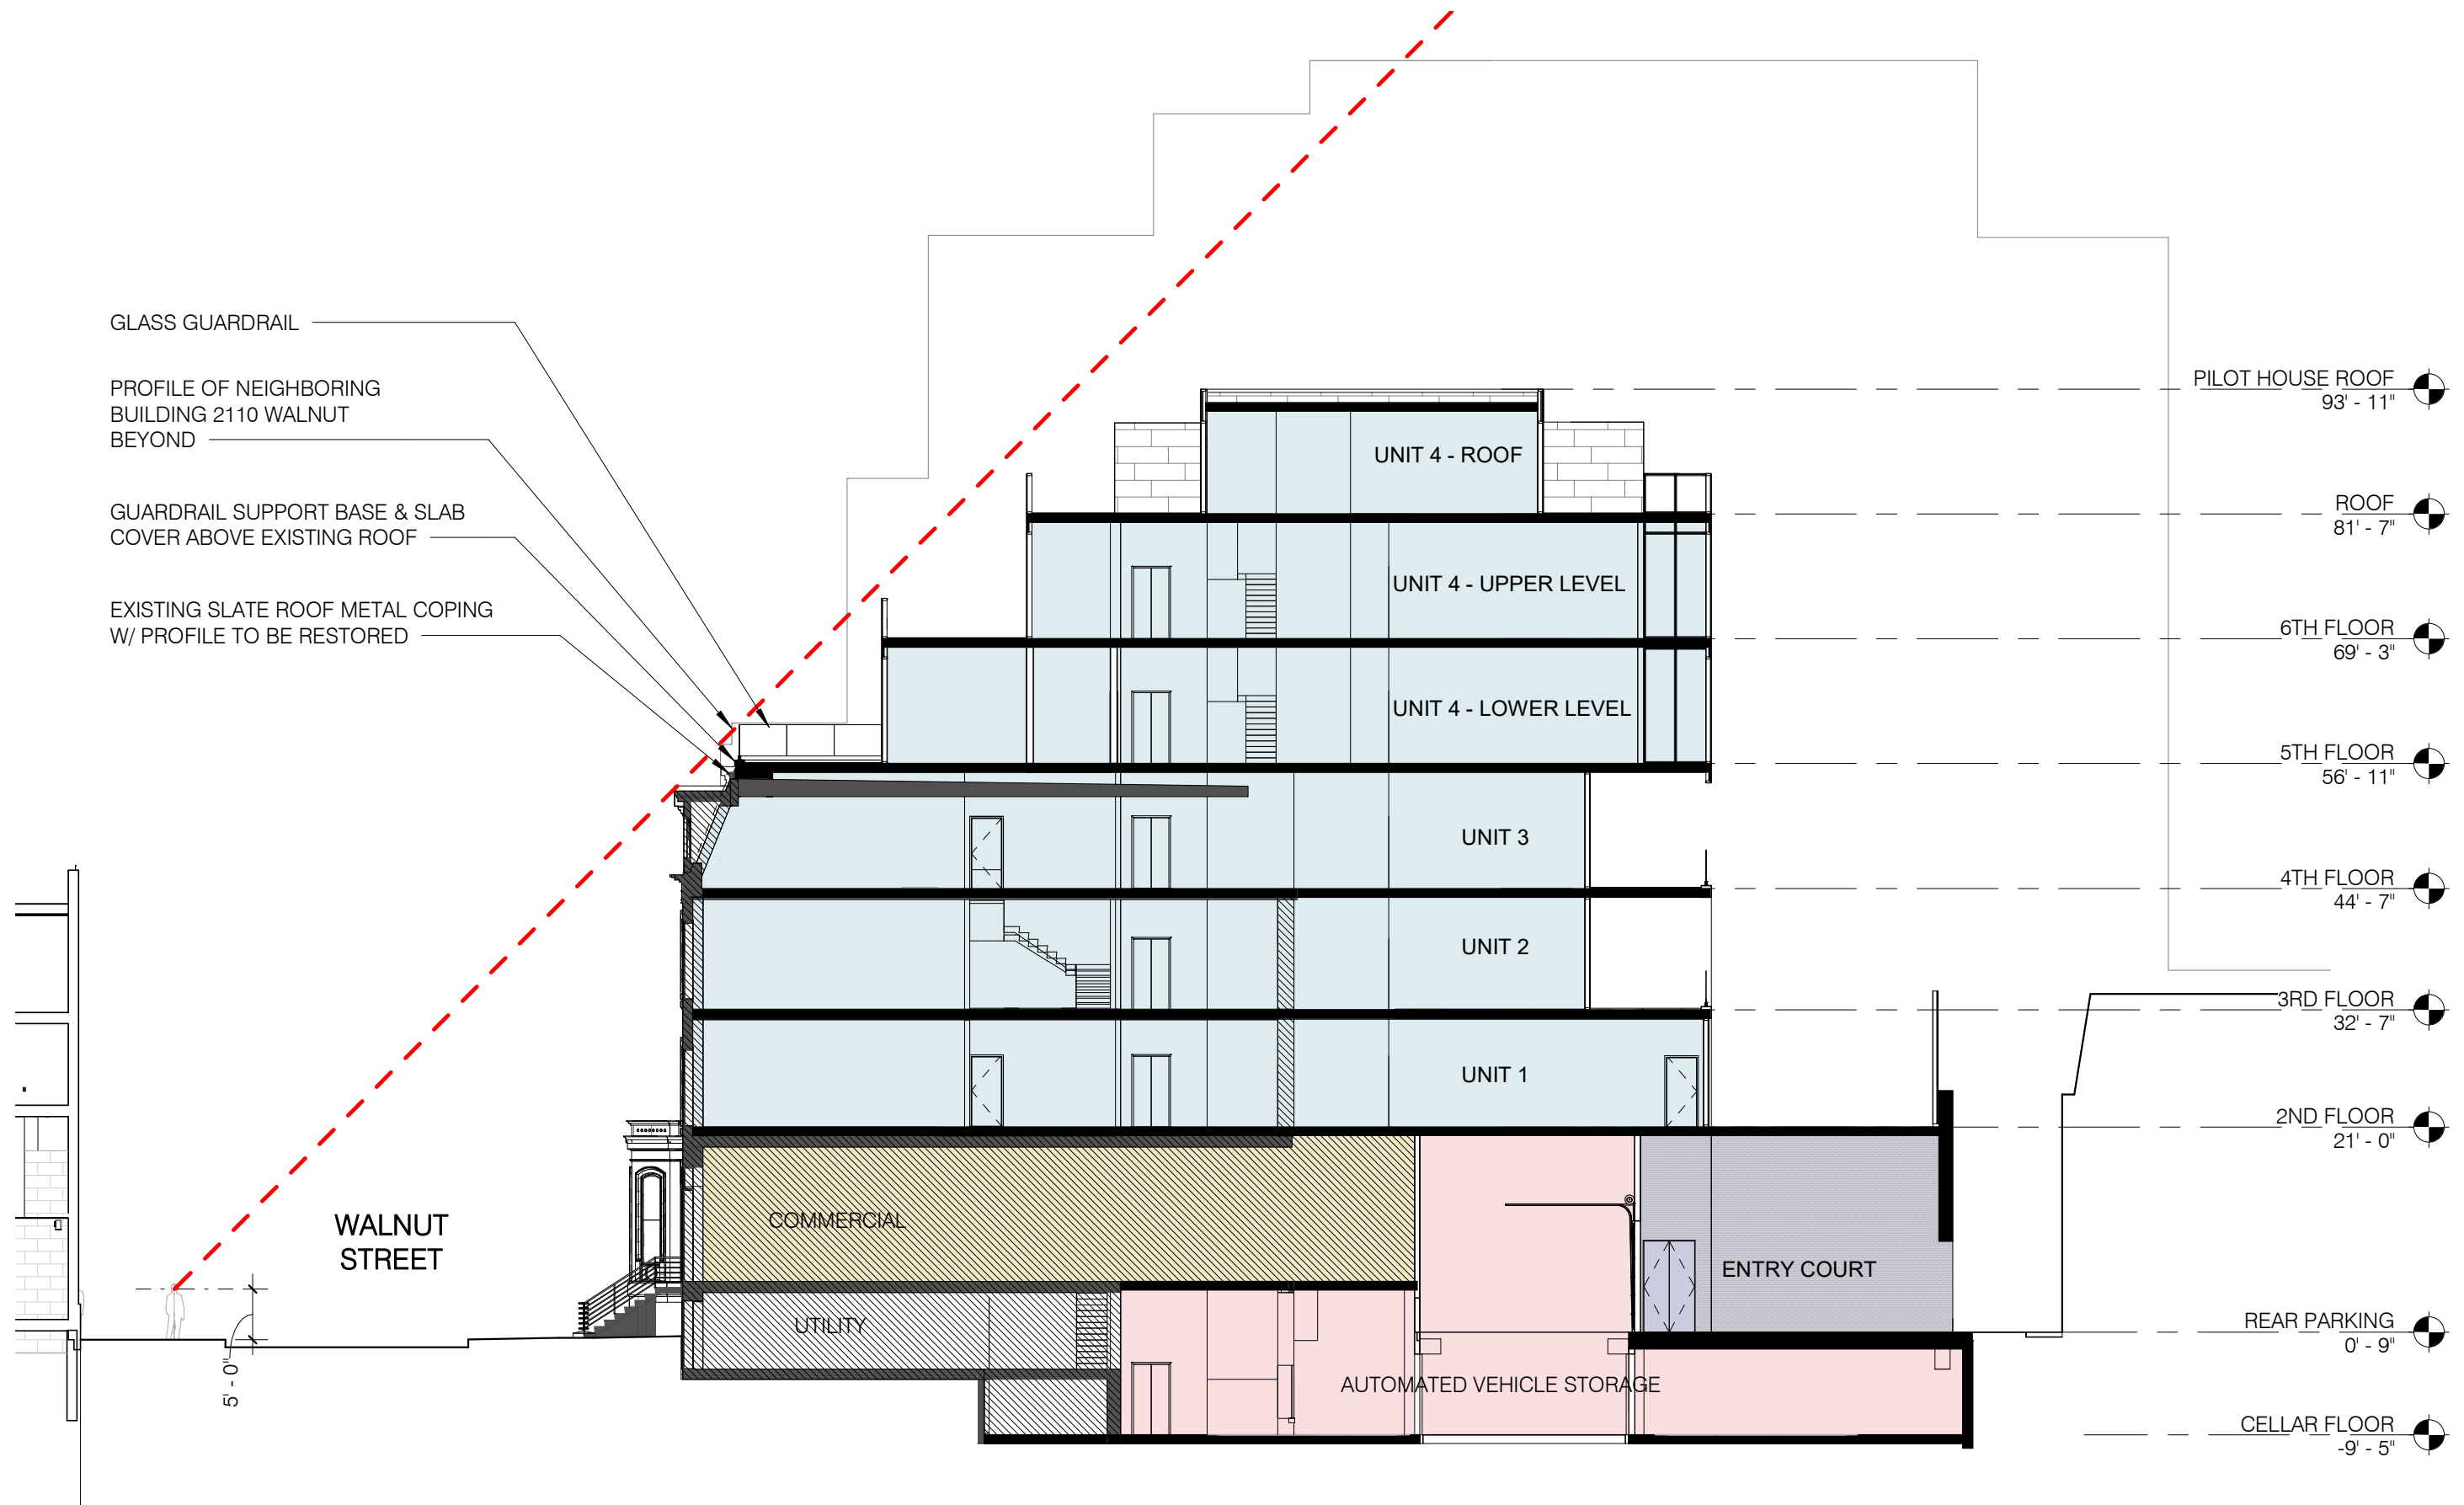 GLASS GUARDRAIL
PROFILE OF NEIGHBORING
BUILDING 2110 WALNUT
BEYOND
GUARDRAIL SUPPORT BASE & SLAB
COVER ABOVE EXISTING ROOF
EXISTING SLATE ROOF METAL COPING
W/ PROFILE TO BE RESTORED
WALNUT
STREET
5' - 0"
UNIT 4 - ROOF
UNIT 4 - UPPER LEVEL
UNIT 4 - LOWER LEVEL
UNIT 3
UNIT 2
UNIT 1
COMMERCIAL
UTILITY
ENTRY COURT
AUTOMATED VEHICLE STORAGE
PILOT HOUSE ROOF
93' - 11"
ROOF
81' - 7"
6TH FLOOR
69' - 3"
5TH FLOOR
56' - 11"
4TH FLOOR
44' - 7"
3RD FLOOR
32' - 7"
2ND FLOOR
21' - 0"
REAR PARKING
0' - 9"
CELLAR FLOOR
-9' - 5"